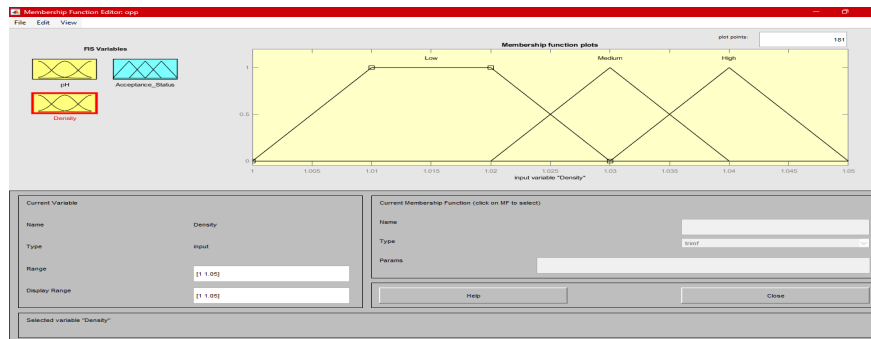 Membership Function Editor: opp
File Edit View
FIS Variables
pH
Acceptance_Status
Density
plot points:
181
Membership function plots
Low
Medium
High
1
0.5
0
1 1.005 1.01 1.015 1.02 1.025 1.03 1.035 1.04 1.045 1.05
input variable "Density"
Current Variable
Name Density
Type input
Range [1 1.05]
Display Range [1 1.05]
Current Membership Function (click on MF to select)
Name
Type trimf
Params
Help Close
Selected variable "Density"